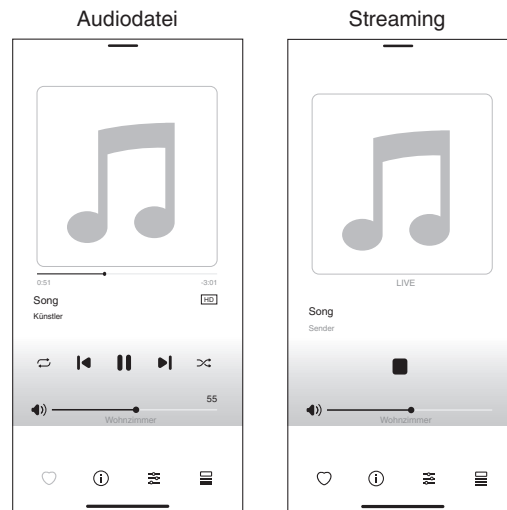 Audiodatei
0:51 -3:01
Song HD
Künstler
55
Wohnzimmer
Streaming
LIVE
Song
Sender
Wohnzimmer